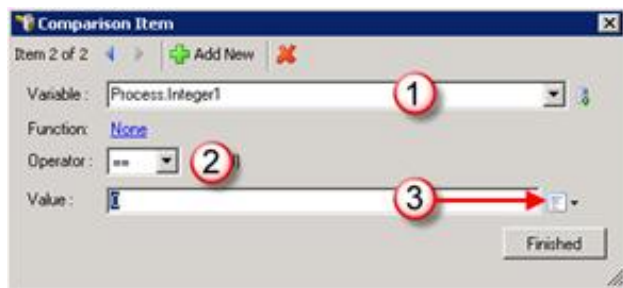 Comparison Item
Item 2 of 2 Add New
Variable : Process.Integer1 1
Function: None
Operator : == 2
Value : 0 3
Finished